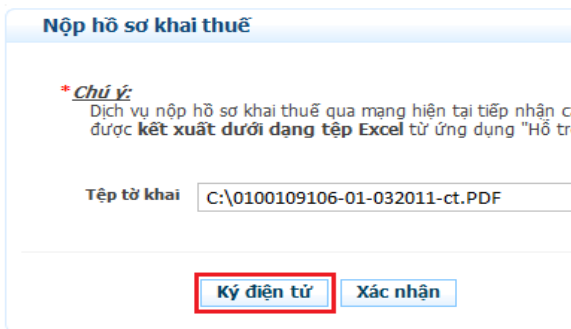 Nộp hồ sơ khai thuế
*Chú ý:
Dịch vụ nộp hồ sơ khai thuế qua mạng hiện tại tiếp nhận
được kết xuất dưới dạng tệp Excel từ ứng dụng "Hỗ
Tệp tờ khai C:\0100109106-01-032011-ct.PDF
Ký điện tử Xác nhận